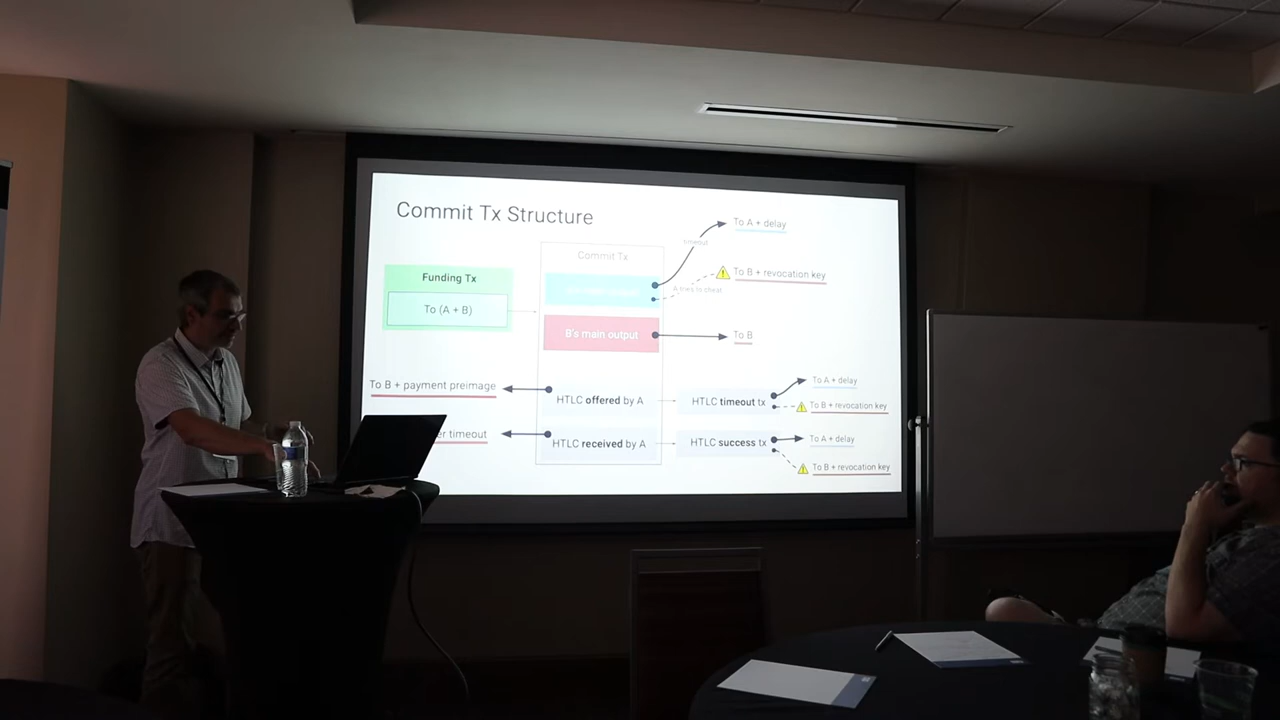 Commit Tx Structure
Funding Tx
To (A + B)
Commit Tx
B's main output
HTLC offered by A
HTLC received by A
timeout
A tries to cheat
To A + delay
To B + revocation key
To B
To B + payment preimage
timeout
HTLC timeout tx
HTLC success tx
To A + delay
To B + revocation key
To A + delay
To B + revocation key